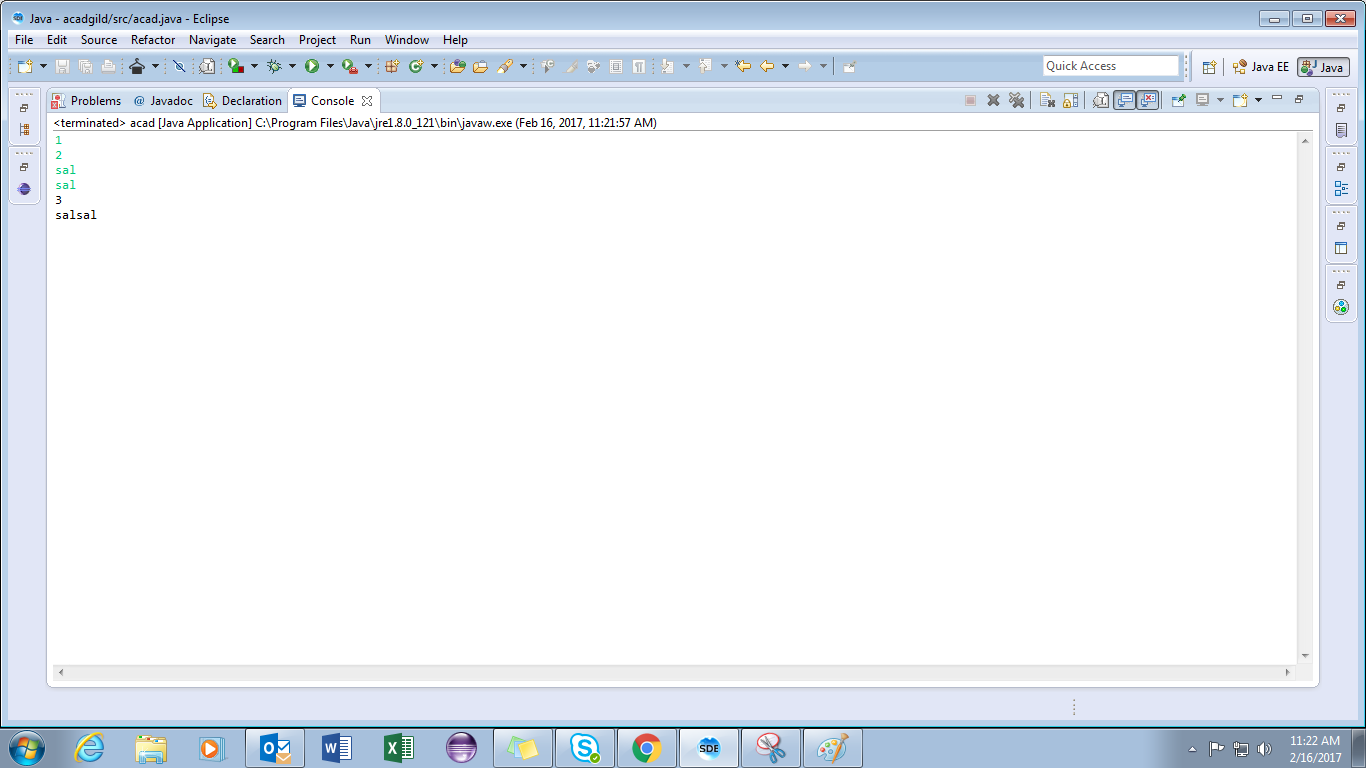 Java - acadgild/src/acad.java - Eclipse
File Edit Source Refactor Navigate Search Project Run Window Help
Quick Access
Java EE
Java
Problems @ Javadoc Declaration Console
<terminated> acad [Java Application] C:\Program Files\Java\jre1.8.0_121\bin\javaw.exe (Feb 16, 2017, 11:21:57 AM)
1
2
sal
sal
3
salsal
SDE
11:22 AM
2/16/2017